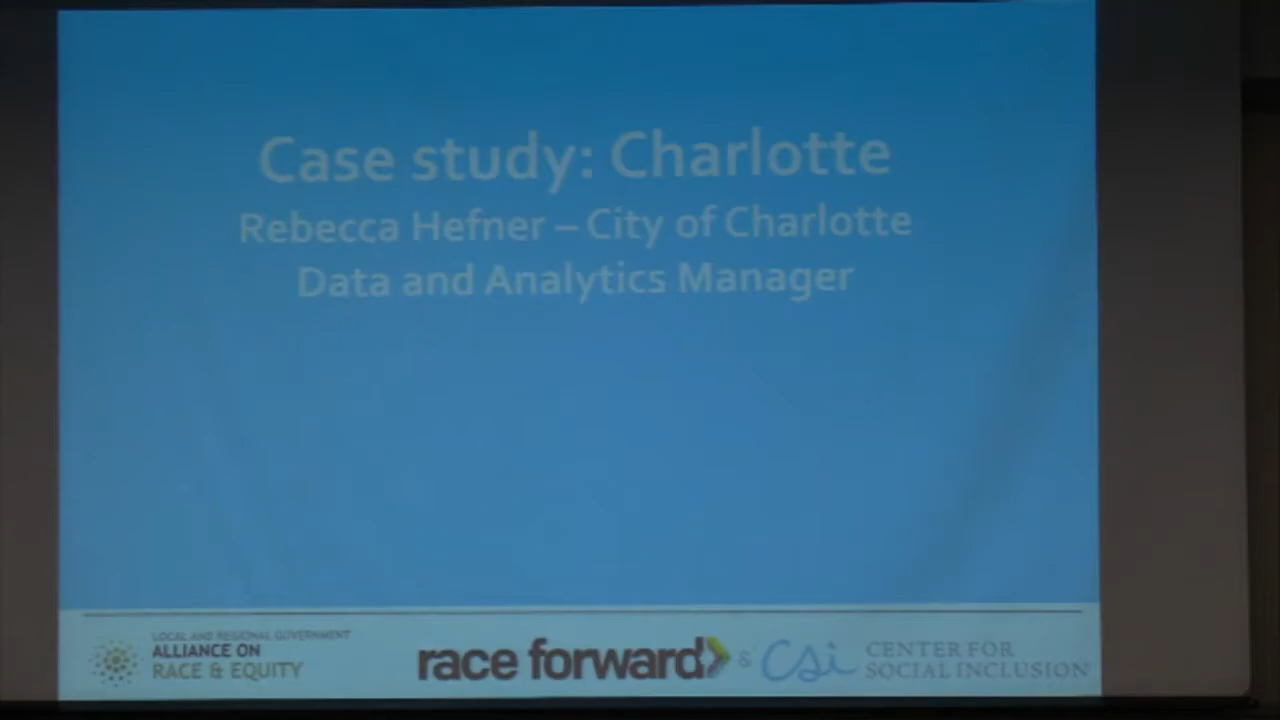 Case study: Charlotte
Rebecca Hefner – City of Charlotte
Data and Analytics Manager
LOCAL AND REGIONAL GOVERNMENT
ALLIANCE ON
RACE & EQUITY
race forward
&
csi
CENTER FOR
SOCIAL INCLUSION